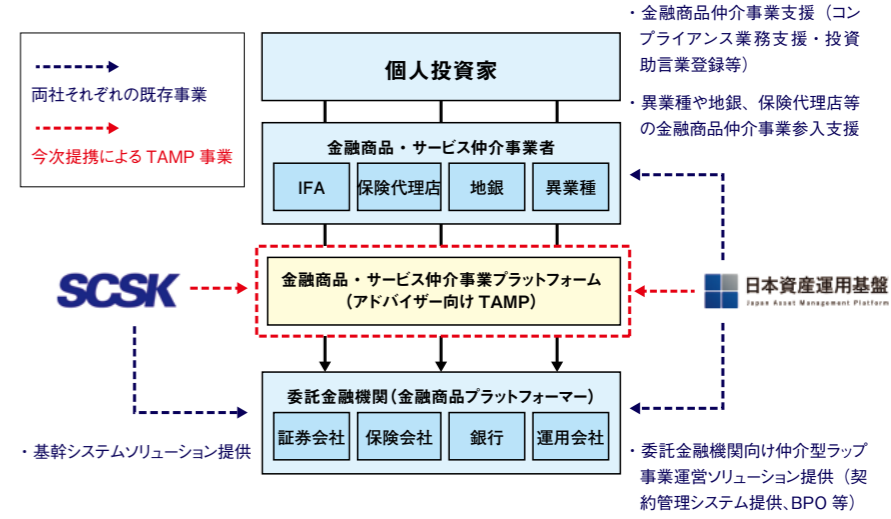 両社それぞれの既存事業
今次提携による TAMP 事業
個人投資家
・金融商品仲介事業支援（コン
プライアンス業務支援・投資
助言業登録等）
・異業種や地銀、保険代理店等
の金融商品仲介事業参入支援
金融商品・サービス仲介事業者
IFA
保険代理店
地銀
異業種
SCSK
金融商品・サービス仲介事業プラットフォーム
（アドバイザー向け TAMP）
日本資産運用基盤
Japan Asset Management Platform
委託金融機関（金融商品プラットフォーマー）
証券会社
保険会社
銀行
運用会社
・基幹システムソリューション提供
・委託金融機関向け仲介型ラップ
事業運営ソリューション提供（契
約管理システム提供、BPO 等）